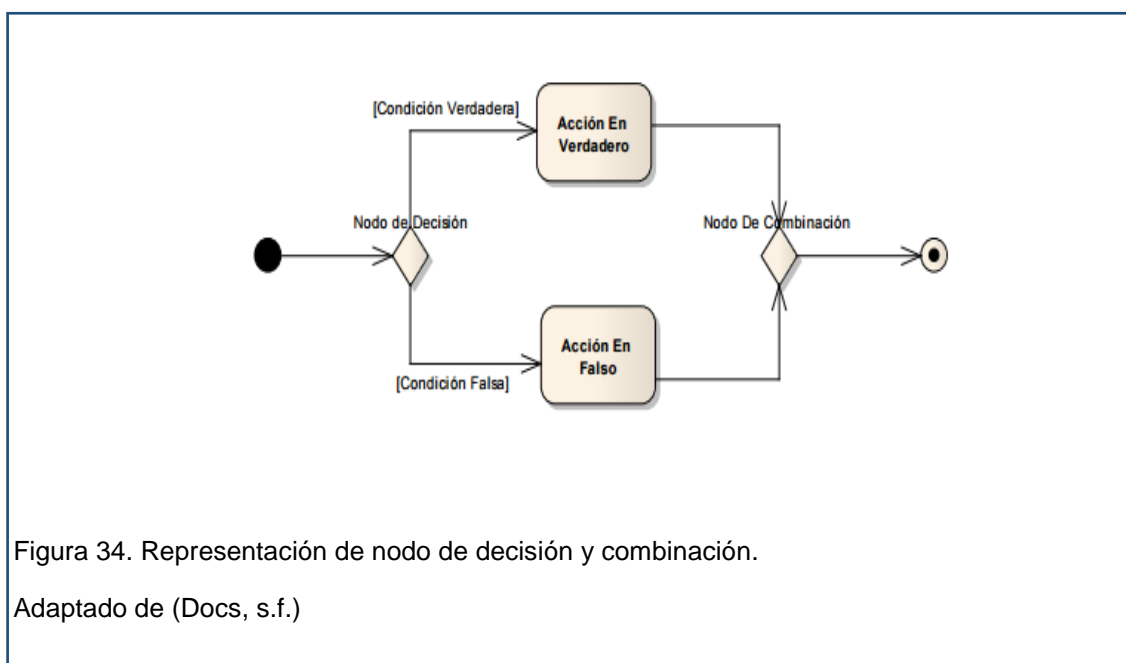 [Condición Verdadera]
Acción En
Verdadero
Nodo de Decisión
Nodo De Combinación
Acción En
Falso
[Condición Falsa]
Figura 34. Representación de nodo de decisión y combinación.
Adaptado de (Docs, s.f.)